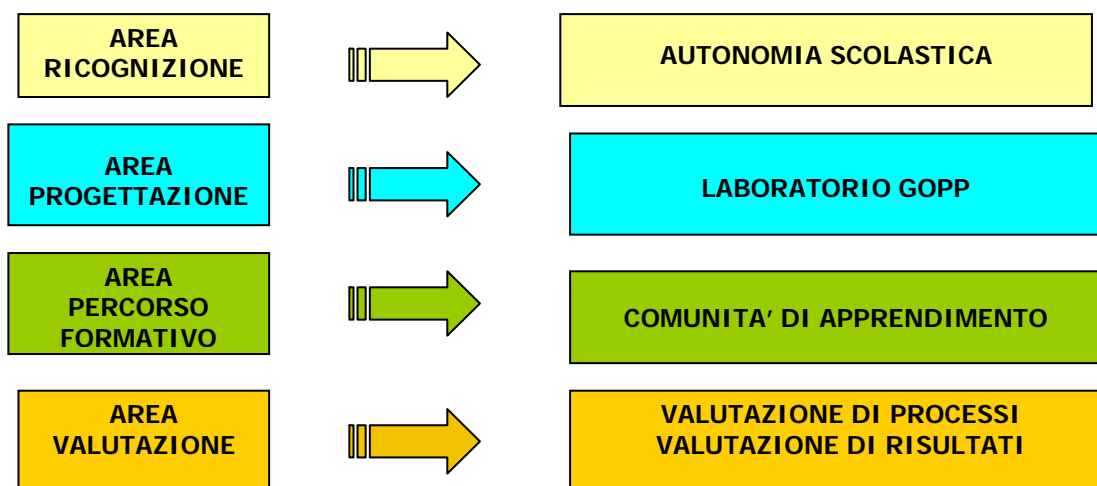 AREA
RICOGNIZIONE
AUTONOMIA SCOLASTICA
AREA
PROGETTAZIONE
LABORATORIO GOPP
AREA
PERCORSO
FORMATIVO
COMUNITA’ DI APPRENDIMENTO
AREA
VALUTAZIONE
VALUTAZIONE DI PROCESSI
VALUTAZIONE DI RISULTATI